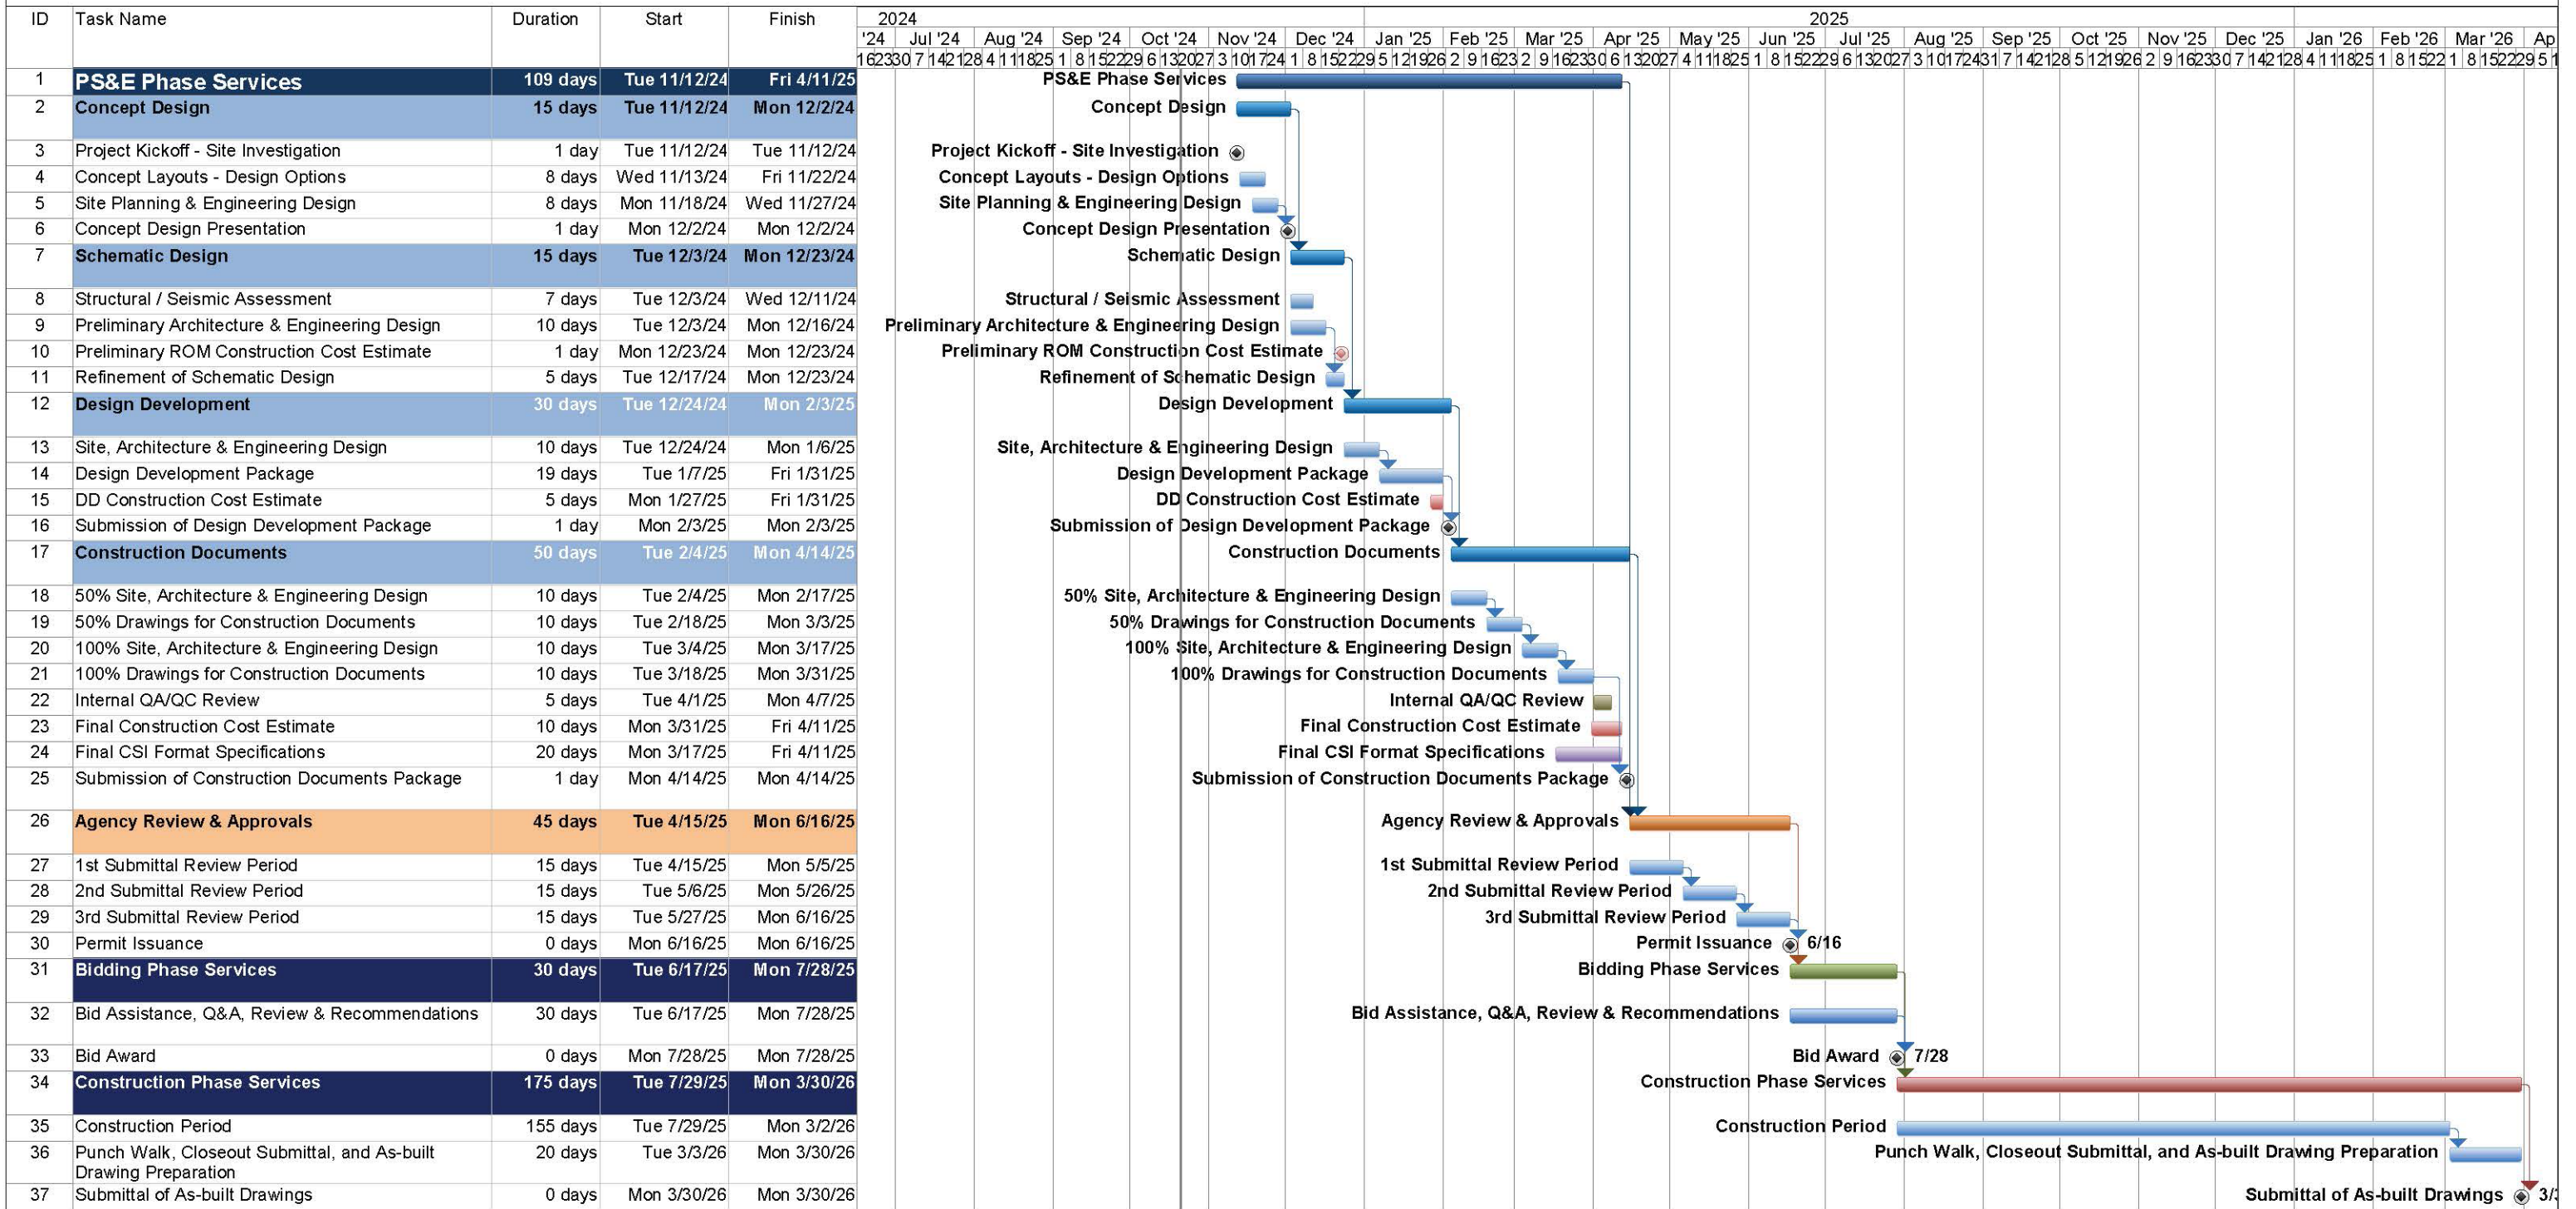 ID Task Name Duration Start Finish 2024 2025
'24 Jul '24 Aug '24 Sep '24 Oct '24 Nov '24 Dec '24 Jan '25 Feb '25 Mar '25 Apr '25 May '25 Jun '25 Jul '25 Aug '25 Sep '25 Oct '25 Nov '25 Dec '25 Jan '26 Feb '26 Mar '26 Ap
1 PS&E Phase Services 109 days Tue 11/12/24 Fri 4/11/25 PS&E Phase Services
2 Concept Design 15 days Tue 11/12/24 Mon 12/2/24 Concept Design
3 Project Kickoff - Site Investigation 1 day Tue 11/12/24 Tue 11/12/24 Project Kickoff - Site Investigation
4 Concept Layouts - Design Options 8 days Wed 11/13/24 Fri 11/22/24 Concept Layouts - Design Options
5 Site Planning & Engineering Design 8 days Mon 11/18/24 Wed 11/27/24 Site Planning & Engineering Design
6 Concept Design Presentation 1 day Mon 12/2/24 Mon 12/2/24 Concept Design Presentation
7 Schematic Design 15 days Tue 12/3/24 Mon 12/23/24 Schematic Design
8 Structural / Seismic Assessment 7 days Tue 12/3/24 Wed 12/11/24 Structural / Seismic Assessment
9 Preliminary Architecture & Engineering Design 10 days Tue 12/3/24 Mon 12/16/24 Preliminary Architecture & Engineering Design
10 Preliminary ROM Construction Cost Estimate 1 day Mon 12/23/24 Mon 12/23/24 Preliminary ROM Construction Cost Estimate
11 Refinement of Schematic Design 5 days Tue 12/17/24 Mon 12/23/24 Refinement of Schematic Design
12 Design Development 30 days Tue 12/24/24 Mon 2/3/25 Design Development
13 Site, Architecture & Engineering Design 10 days Tue 12/24/24 Mon 1/6/25 Site, Architecture & Engineering Design
14 Design Development Package 19 days Tue 1/7/25 Fri 1/31/25 Design Development Package
15 DD Construction Cost Estimate 5 days Mon 1/27/25 Fri 1/31/25 DD Construction Cost Estimate
16 Submission of Design Development Package 1 day Mon 2/3/25 Mon 2/3/25 Submission of Design Development Package
17 Construction Documents 50 days Tue 2/4/25 Mon 4/14/25 Construction Documents
18 50% Site, Architecture & Engineering Design 10 days Tue 2/4/25 Mon 2/17/25 50% Site, Architecture & Engineering Design
19 50% Drawings for Construction Documents 10 days Tue 2/18/25 Mon 3/3/25 50% Drawings for Construction Documents
20 100% Site, Architecture & Engineering Design 10 days Tue 3/4/25 Mon 3/17/25 100% Site, Architecture & Engineering Design
21 100% Drawings for Construction Documents 10 days Tue 3/18/25 Mon 3/31/25 100% Drawings for Construction Documents
22 Internal QA/QC Review 5 days Tue 4/1/25 Mon 4/7/25 Internal QA/QC Review
23 Final Construction Cost Estimate 10 days Mon 3/31/25 Fri 4/11/25 Final Construction Cost Estimate
24 Final CSI Format Specifications 20 days Mon 3/17/25 Fri 4/11/25 Final CSI Format Specifications
25 Submission of Construction Documents Package 1 day Mon 4/14/25 Mon 4/14/25 Submission of Construction Documents Package
26 Agency Review & Approvals 45 days Tue 4/15/25 Mon 6/16/25 Agency Review & Approvals
27 1st Submittal Review Period 15 days Tue 4/15/25 Mon 5/5/25 1st Submittal Review Period
28 2nd Submittal Review Period 15 days Tue 5/6/25 Mon 5/26/25 2nd Submittal Review Period
29 3rd Submittal Review Period 15 days Tue 5/27/25 Mon 6/16/25 3rd Submittal Review Period
30 Permit Issuance 0 days Mon 6/16/25 Mon 6/16/25 Permit Issuance 6/16
31 Bidding Phase Services 30 days Tue 6/17/25 Mon 7/28/25 Bidding Phase Services
32 Bid Assistance, Q&A, Review & Recommendations 30 days Tue 6/17/25 Mon 7/28/25 Bid Assistance, Q&A, Review & Recommendations
33 Bid Award 0 days Mon 7/28/25 Mon 7/28/25 Bid Award 7/28
34 Construction Phase Services 175 days Tue 7/29/25 Mon 3/30/26 Construction Phase Services
35 Construction Period 155 days Tue 7/29/25 Mon 3/2/26 Construction Period
36 Punch Walk, Closeout Submittal, and As-built 20 days Tue 3/3/26 Mon 3/30/26 Punch Walk, Closeout Submittal, and As-built Drawing Preparation
Drawing Preparation
37 Submittal of As-built Drawings 0 days Mon 3/30/26 Mon 3/30/26 Submittal of As-built Drawings